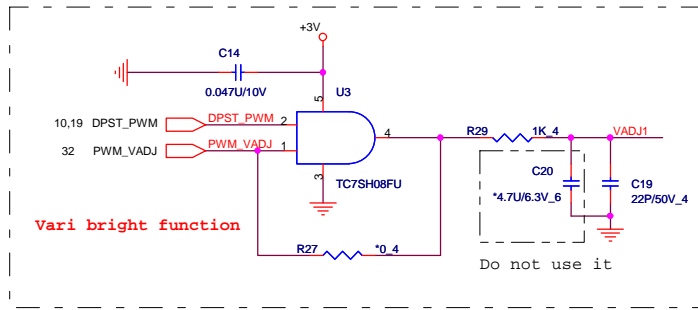 +3V
C14
0.047U/10V
U3
5
10,19 DPST_PWM DPST_PWM 2
32 PWM_VADJ PWM_VADJ 1
4
3
TC7SH08FU
R29 1K_4 VADJ1
C20
*4.7U/6.3V_6
C19
22P/50V_4
Vari bright function
R27 *0_4
Do not use it